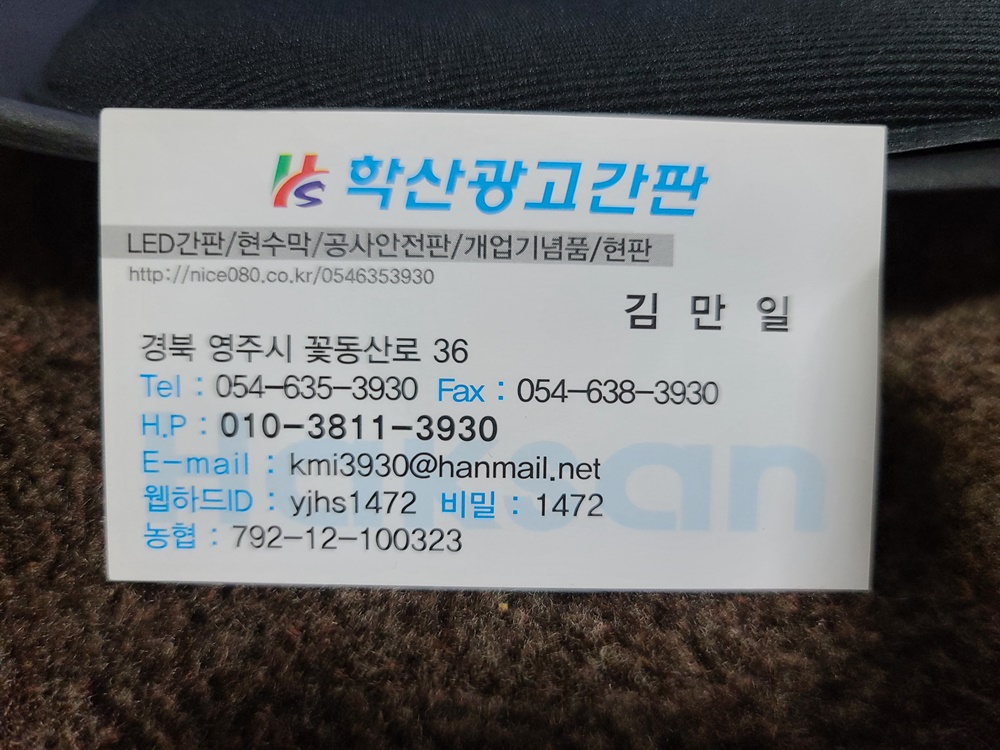 HS 학산광고간판
LED간판/현수막/공사안전판/개업기념품/현판
http://nice080.co.kr/0546353930
김 만 일
경북 영주시 꽃동산로 36
Tel : 054-635-3930 Fax : 054-638-3930
H.P : 010-3811-3930
E-mail : kmi3930@hanmail.net
Haksan
웹하드ID : yjhs1472 비밀 : 1472
농협 : 792-12-100323